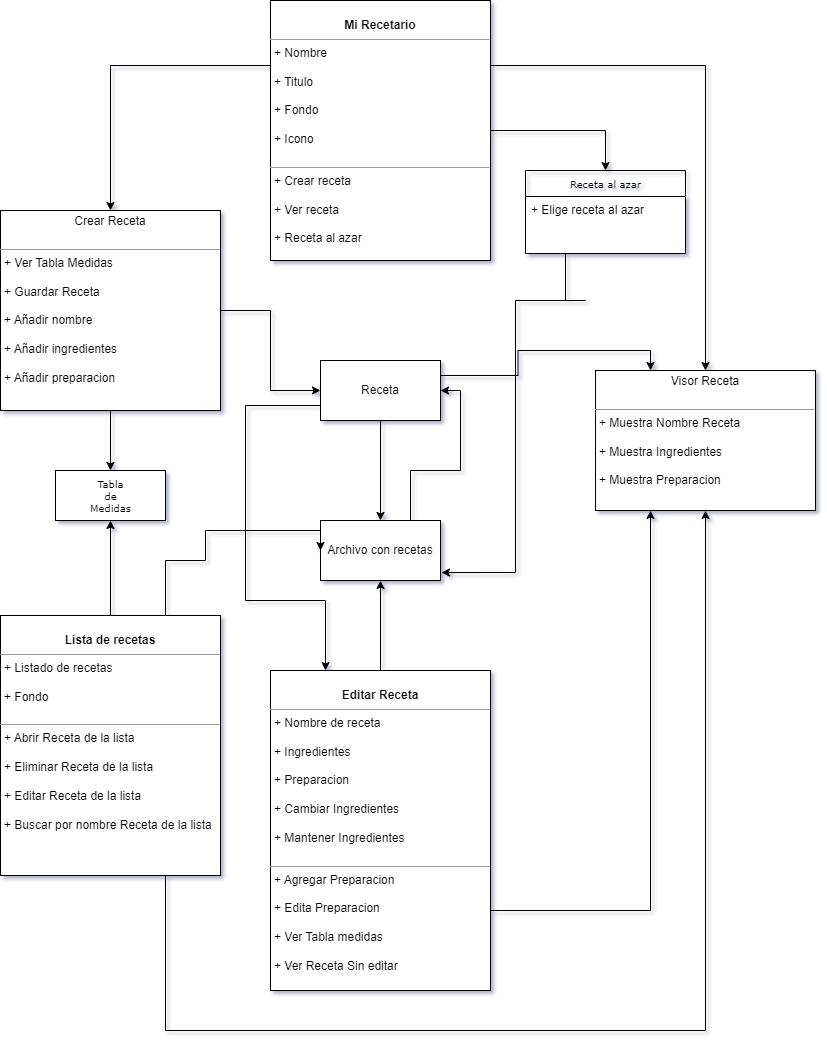 Mi Recetario
+ Nombre
+ Titulo
+ Fondo
+ Icono
+ Crear receta
+ Ver receta
+ Receta al azar
Receta al azar
+ Elige receta al azar
Crear Receta
+ Ver Tabla Medidas
+ Guardar Receta
+ Añadir nombre
+ Añadir ingredientes
+ Añadir preparacion
Receta
Visor Receta
+ Muestra Nombre Receta
+ Muestra Ingredientes
+ Muestra Preparacion
Tabla
de
Medidas
Archivo con recetas
Lista de recetas
+ Listado de recetas
+ Fondo
+ Abrir Receta de la lista
+ Eliminar Receta de la lista
+ Editar Receta de la lista
+ Buscar por nombre Receta de la lista
Editar Receta
+ Nombre de receta
+ Ingredientes
+ Preparacion
+ Cambiar Ingredientes
+ Mantener Ingredientes
+ Agregar Preparacion
+ Edita Preparacion
+ Ver Tabla medidas
+ Ver Receta Sin editar